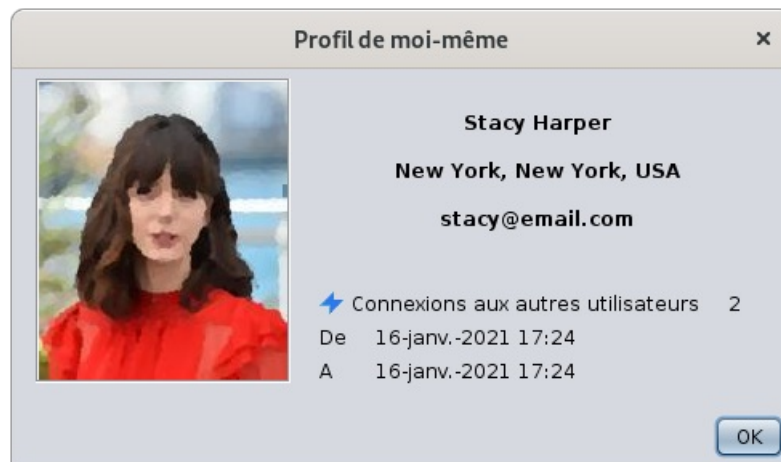 Profil de moi-même
Stacy Harper
New York, New York, USA
stacy@email.com
Connexions aux autres utilisateurs 2
De 16-janv.-2021 17:24
A 16-janv.-2021 17:24
OK